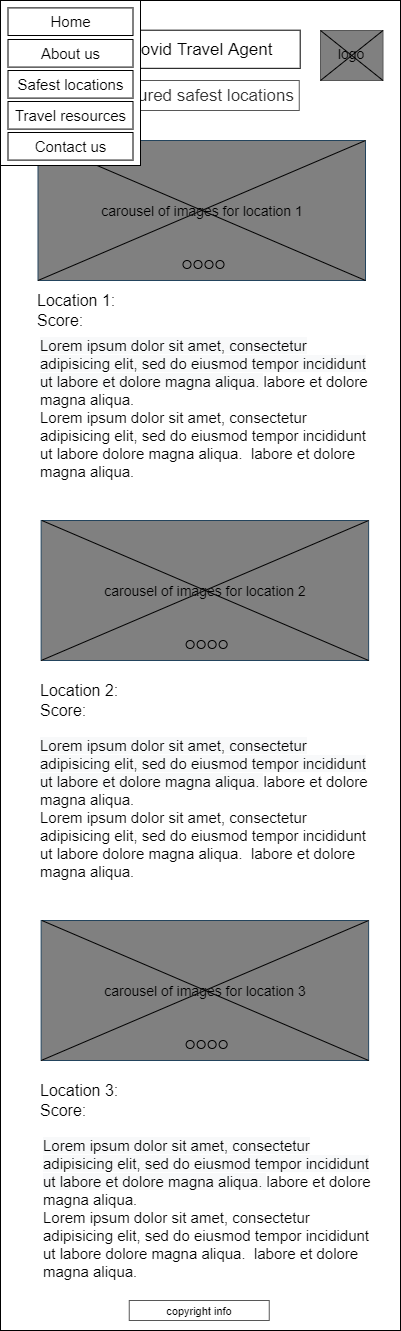 Home
About us
Safest locations
Travel resources
Contact us
ovid Travel Agent
logo
ured safest locations
carousel of images for location 1
Location 1:
Score:
Lorem ipsum dolor sit amet, consectetur
adipisicing elit, sed do eiusmod tempor incididunt
ut labore et dolore magna aliqua. labore et dolore
magna aliqua.
Lorem ipsum dolor sit amet, consectetur
adipisicing elit, sed do eiusmod tempor incididunt
ut labore dolore magna aliqua.  labore et dolore
magna aliqua.
carousel of images for location 2
Location 2:
Score:
Lorem ipsum dolor sit amet, consectetur
adipisicing elit, sed do eiusmod tempor incididunt
ut labore et dolore magna aliqua. labore et dolore
magna aliqua.
Lorem ipsum dolor sit amet, consectetur
adipisicing elit, sed do eiusmod tempor incididunt
ut labore dolore magna aliqua.  labore et dolore
magna aliqua.
carousel of images for location 3
Location 3:
Score:
Lorem ipsum dolor sit amet, consectetur
adipisicing elit, sed do eiusmod tempor incididunt
ut labore et dolore magna aliqua. labore et dolore
magna aliqua.
Lorem ipsum dolor sit amet, consectetur
adipisicing elit, sed do eiusmod tempor incididunt
ut labore dolore magna aliqua.  labore et dolore
magna aliqua.
copyright info